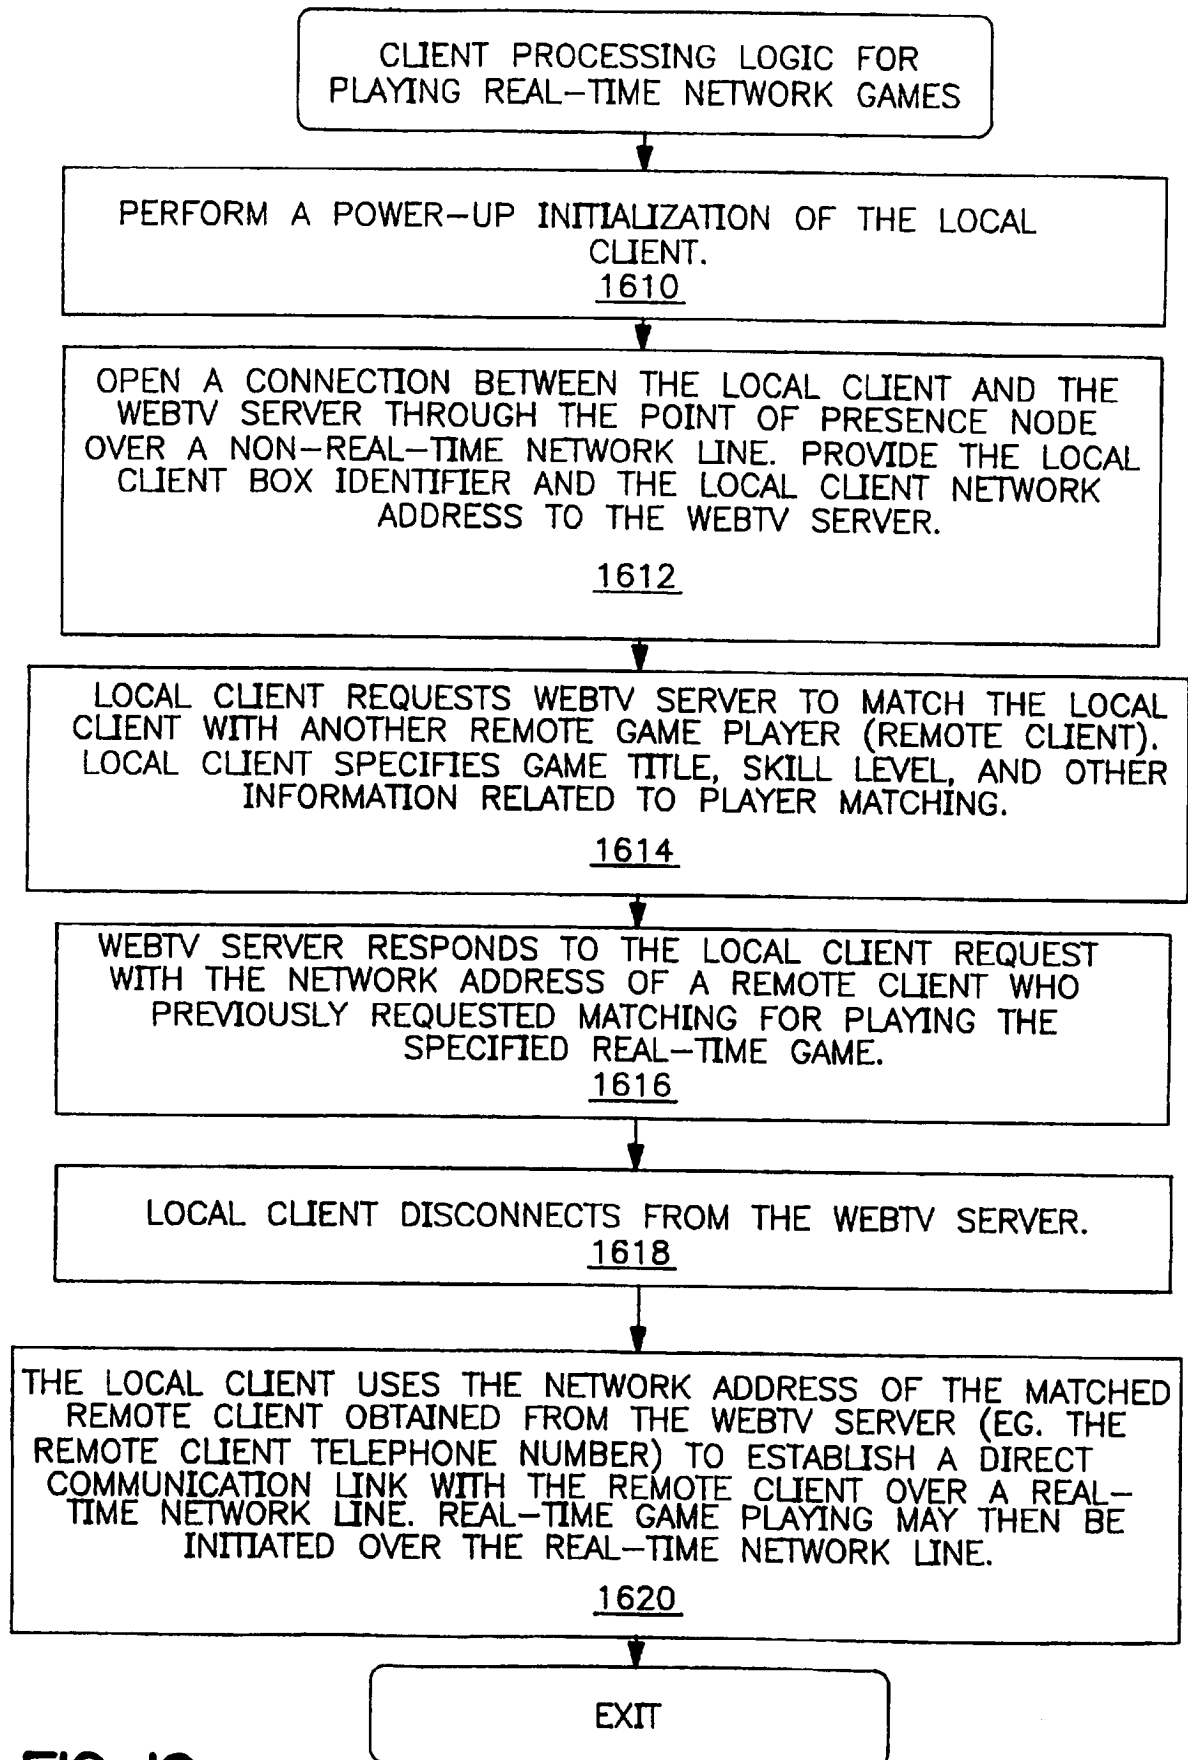 CLIENT PROCESSING LOGIC FOR
PLAYING REAL-TIME NETWORK GAMES
PERFORM A POWER-UP INITIALIZATION OF THE LOCAL
CLIENT.
1610
OPEN A CONNECTION BETWEEN THE LOCAL CLIENT AND THE
WEBTV SERVER THROUGH THE POINT OF PRESENCE NODE
OVER A NON-REAL-TIME NETWORK LINE. PROVIDE THE LOCAL
CLIENT BOX IDENTIFIER AND THE LOCAL CLIENT NETWORK
ADDRESS TO THE WEBTV SERVER.
1612
LOCAL CLIENT REQUESTS WEBTV SERVER TO MATCH THE LOCAL
CLIENT WITH ANOTHER REMOTE GAME PLAYER (REMOTE CLIENT).
LOCAL CLIENT SPECIFIES GAME TITLE, SKILL LEVEL, AND OTHER
INFORMATION RELATED TO PLAYER MATCHING.
1614
WEBTV SERVER RESPONDS TO THE LOCAL CLIENT REQUEST
WITH THE NETWORK ADDRESS OF A REMOTE CLIENT WHO
PREVIOUSLY REQUESTED MATCHING FOR PLAYING THE
SPECIFIED REAL-TIME GAME.
1616
LOCAL CLIENT DISCONNECTS FROM THE WEBTV SERVER.
1618
THE LOCAL CLIENT USES THE NETWORK ADDRESS OF THE MATCHED
REMOTE CLIENT OBTAINED FROM THE WEBTV SERVER (EG. THE
REMOTE CLIENT TELEPHONE NUMBER) TO ESTABLISH A DIRECT
COMMUNICATION LINK WITH THE REMOTE CLIENT OVER A REAL-
TIME NETWORK LINE. REAL-TIME GAME PLAYING MAY THEN BE
INITIATED OVER THE REAL-TIME NETWORK LINE.
1620
EXIT